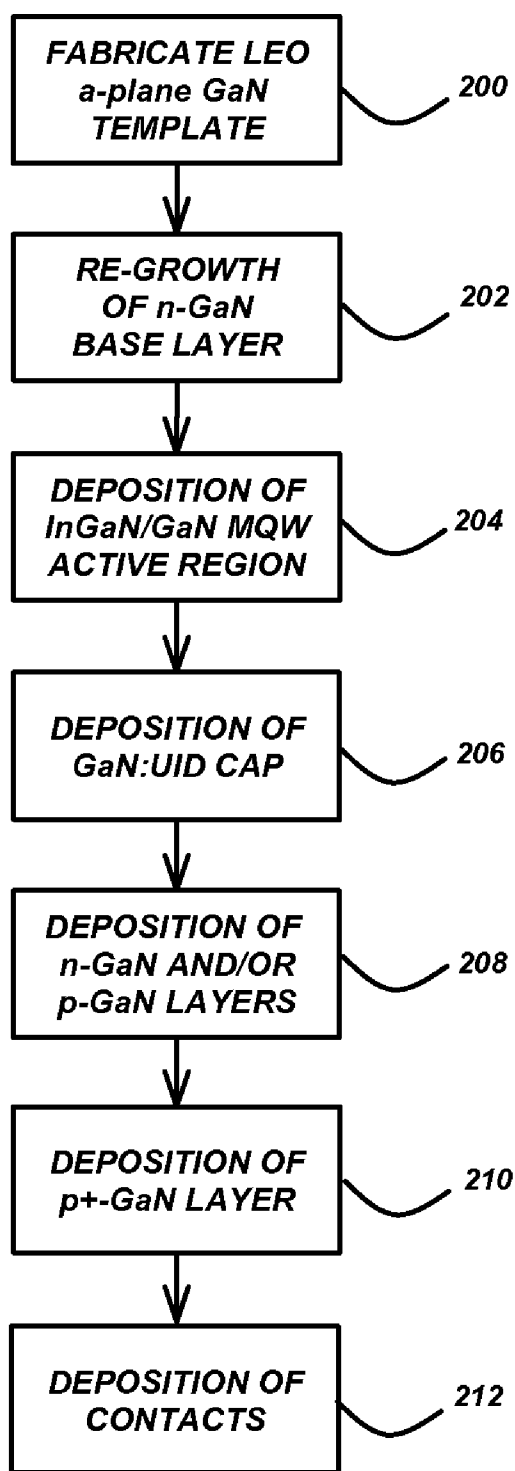 FABRICATE LEO
a-plane GaN
TEMPLATE
200
RE-GROWTH
OF n-GaN
BASE LAYER
202
DEPOSITION OF
InGaN/GaN MQW
ACTIVE REGION
204
DEPOSITION OF
GaN:UID CAP
206
DEPOSITION OF
n-GaN AND/OR
p-GaN LAYERS
208
DEPOSITION OF
p+-GaN LAYER
210
DEPOSITION OF
CONTACTS
212